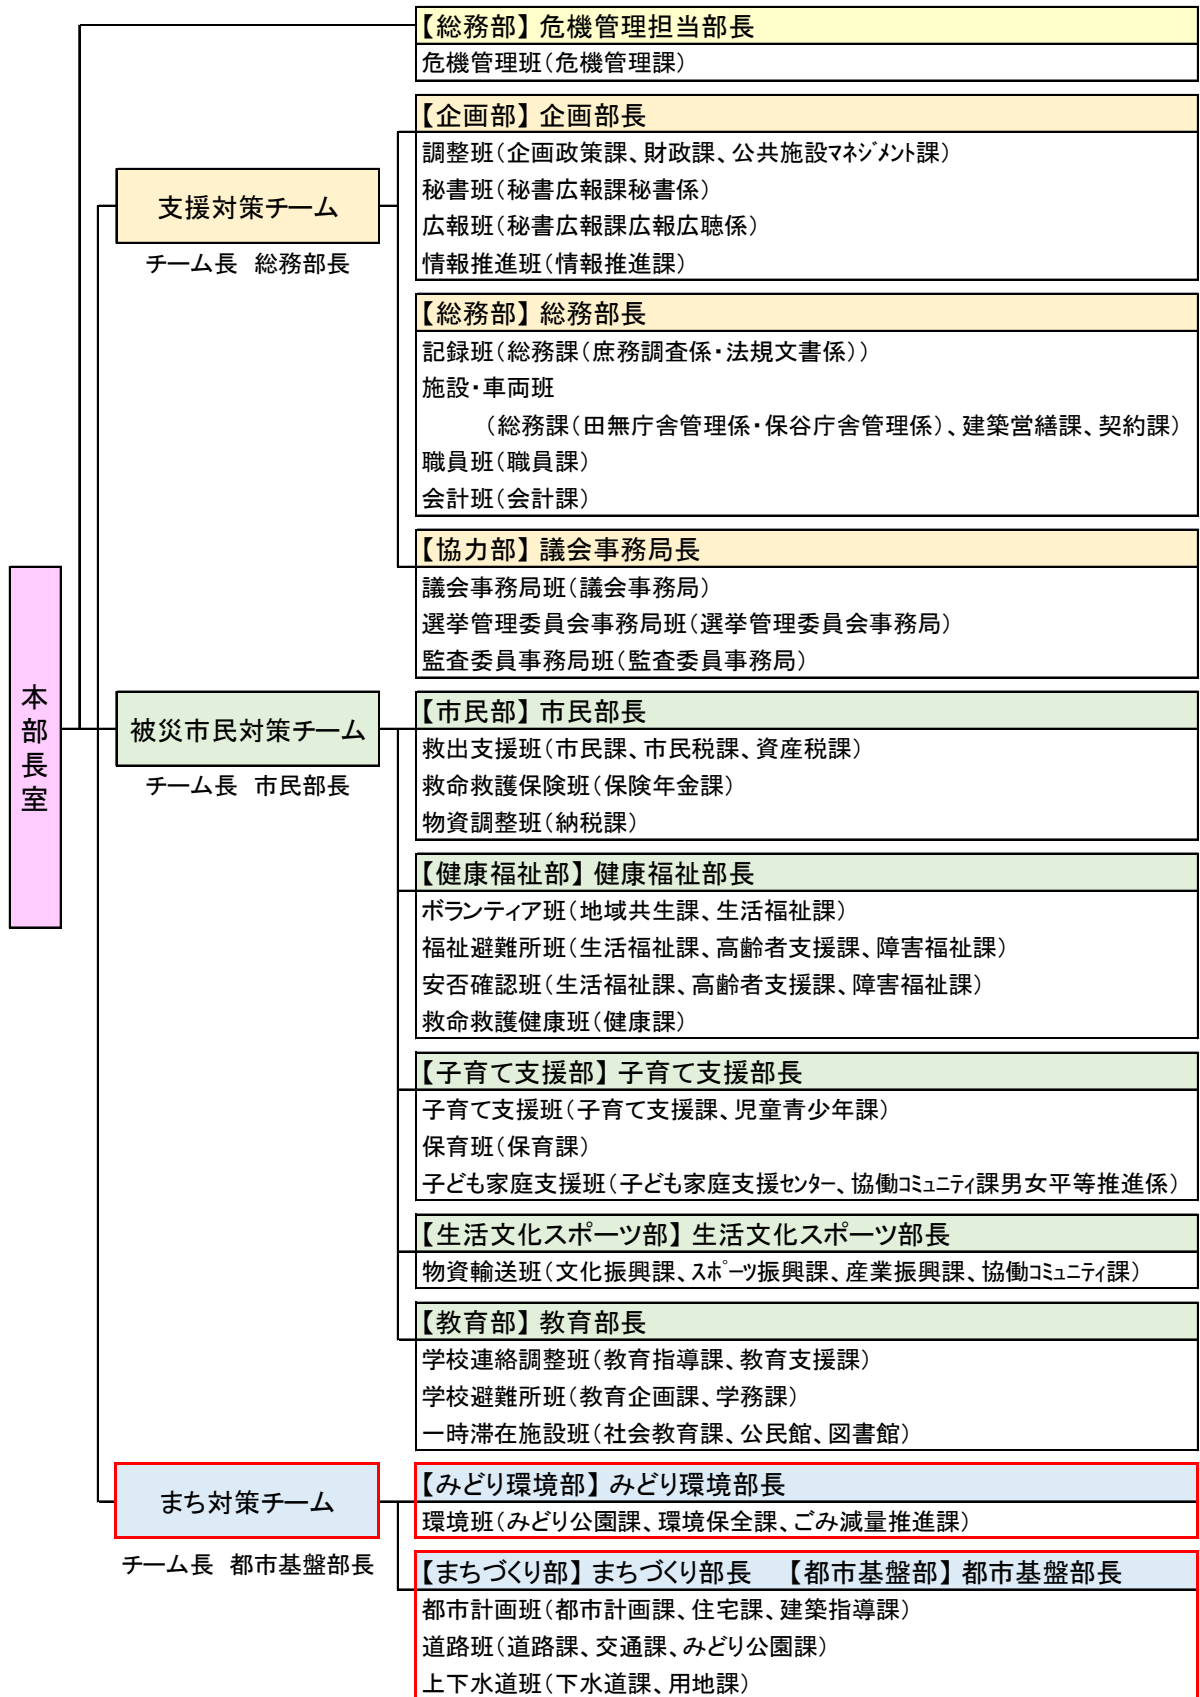 【総務部】 危機管理担当部長
危機管理班（危機管理課）
【企画部】 企画部長
調整班（企画政策課、財政課、公共施設ﾏﾈｼﾞﾒﾝﾄ課）
秘書班（秘書広報課秘書係）
広報班（秘書広報課広報広聴係）
情報推進班（情報推進課）
支援対策チーム
チーム長　総務部長
【総務部】 総務部長
記録班（総務課（庶務調査係・法規文書係））
施設・車両班
（総務課（田無庁舎管理係・保谷庁舎管理係）、建築営繕課、契約課）
職員班（職員課）
会計班（会計課）
【協力部】 議会事務局長
議会事務局班（議会事務局）
選挙管理委員会事務局班（選挙管理委員会事務局）
監査委員事務局班（監査委員事務局）
本部長室
被災市民対策チーム
チーム長　市民部長
【市民部】 市民部長
救出支援班（市民課、市民税課、資産税課）
救命救護保険班（保険年金課）
物資調整班（納税課）
【健康福祉部】 健康福祉部長
ボランティア班（地域共生課、生活福祉課）
福祉避難所班（生活福祉課、高齢者支援課、障害福祉課）
安否確認班（生活福祉課、高齢者支援課、障害福祉課）
救命救護健康班（健康課）
【子育て支援部】 子育て支援部長
子育て支援班（子育て支援課、児童青少年課）
保育班（保育課）
子ども家庭支援班（子ども家庭支援ｾﾝﾀｰ、協働ｺﾐｭﾆﾃｨ課男女平等推進係）
【生活文化スポーツ部】 生活文化スポーツ部長
物資輸送班（文化振興課、ｽﾎﾟｰﾂ振興課、産業振興課、協働ｺﾐｭﾆﾃｨ課）
【教育部】 教育部長
学校連絡調整班（教育指導課、教育支援課）
学校避難所班（教育企画課、学務課）
一時滞在施設班（社会教育課、公民館、図書館）
まち対策チーム
チーム長　都市基盤部長
【みどり環境部】 みどり環境部長
環境班（みどり公園課、環境保全課、ごみ減量推進課）
【まちづくり部】 まちづくり部長　【都市基盤部】 都市基盤部長
都市計画班（都市計画課、住宅課、建築指導課）
道路班（道路課、交通課、みどり公園課）
上下水道班（下水道課、用地課）